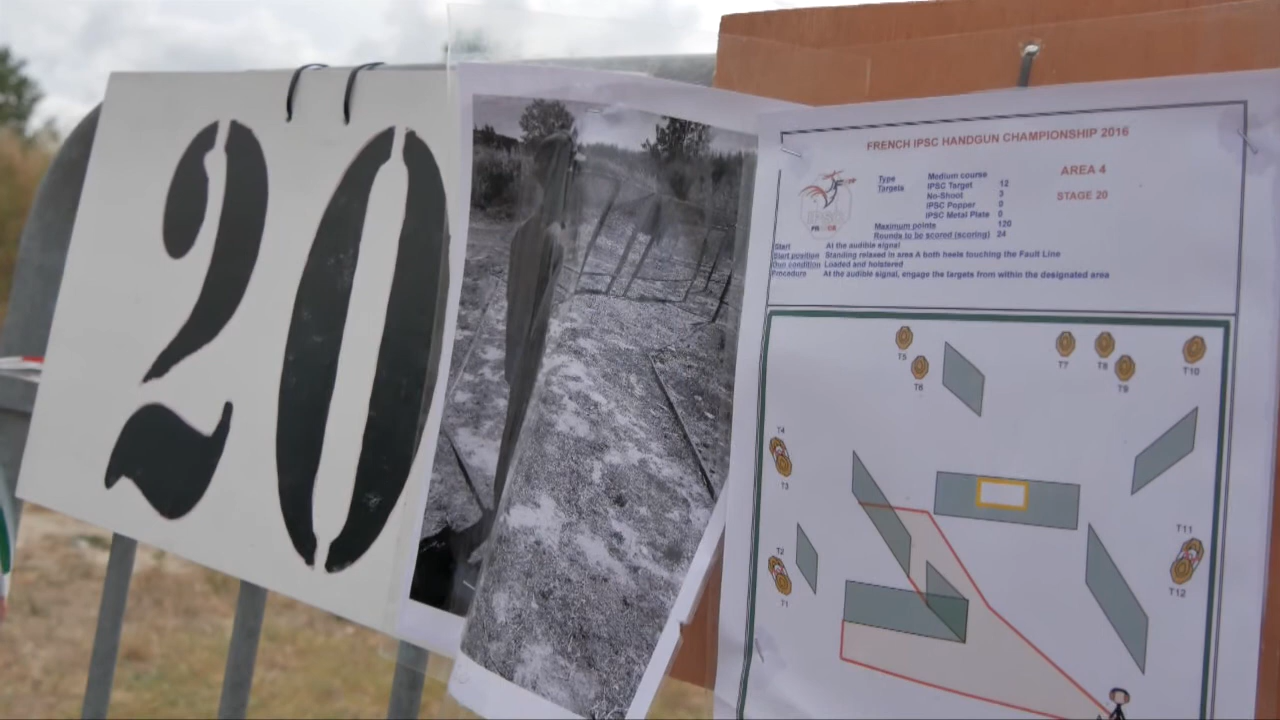 20
FRENCH IPSC HANDGUN CHAMPIONSHIP 2016
AREA 4
STAGE 20
Type Medium course
Targets IPSC Target 12
No-Shoot 3
IPSC Popper 0
IPSC Metal Plate 0
Maximum points 120
Rounds to be scored (scoring) 24
Start At the audible signal
Start position Standing relaxed in area A both heels touching the Fault Line
Gun condition Loaded and holstered
Procedure At the audible signal, engage the targets from within the designated area
T5
T6
T7
T8
T9
T10
T4
T3
T2
T1
T11
T12